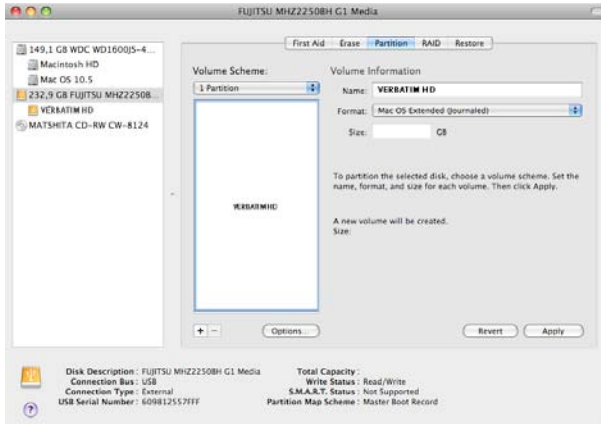 FUJITSU MHZ2250BH G1 Media
First Aid Erase Partition RAID Restore
149,1 GB WDC WD1600JS-4...
Macintosh HD
Mac OS 10.5
232,9 GB FUJITSU MHZ2250B...
VERBATIM HD
MATSHITA CD-RW CW-8124
Volume Scheme:
1 Partition
VERBATIM HD
+ −
Options...
Volume Information
Name: VERBATIM HD
Format: Mac OS Extended (Journaled)
Size: GB
To partition the selected disk, choose a volume scheme. Set the
name, format, and size for each volume. Then click Apply.
A new volume will be created.
Size:
Revert Apply
Disk Description : FUJITSU MHZ2250BH G1 Media
Connection Bus : USB
Connection Type : External
USB Serial Number : 609812557FFF
Total Capacity :
Write Status : Read/Write
S.M.A.R.T. Status : Not Supported
Partition Map Scheme : Master Boot Record
?